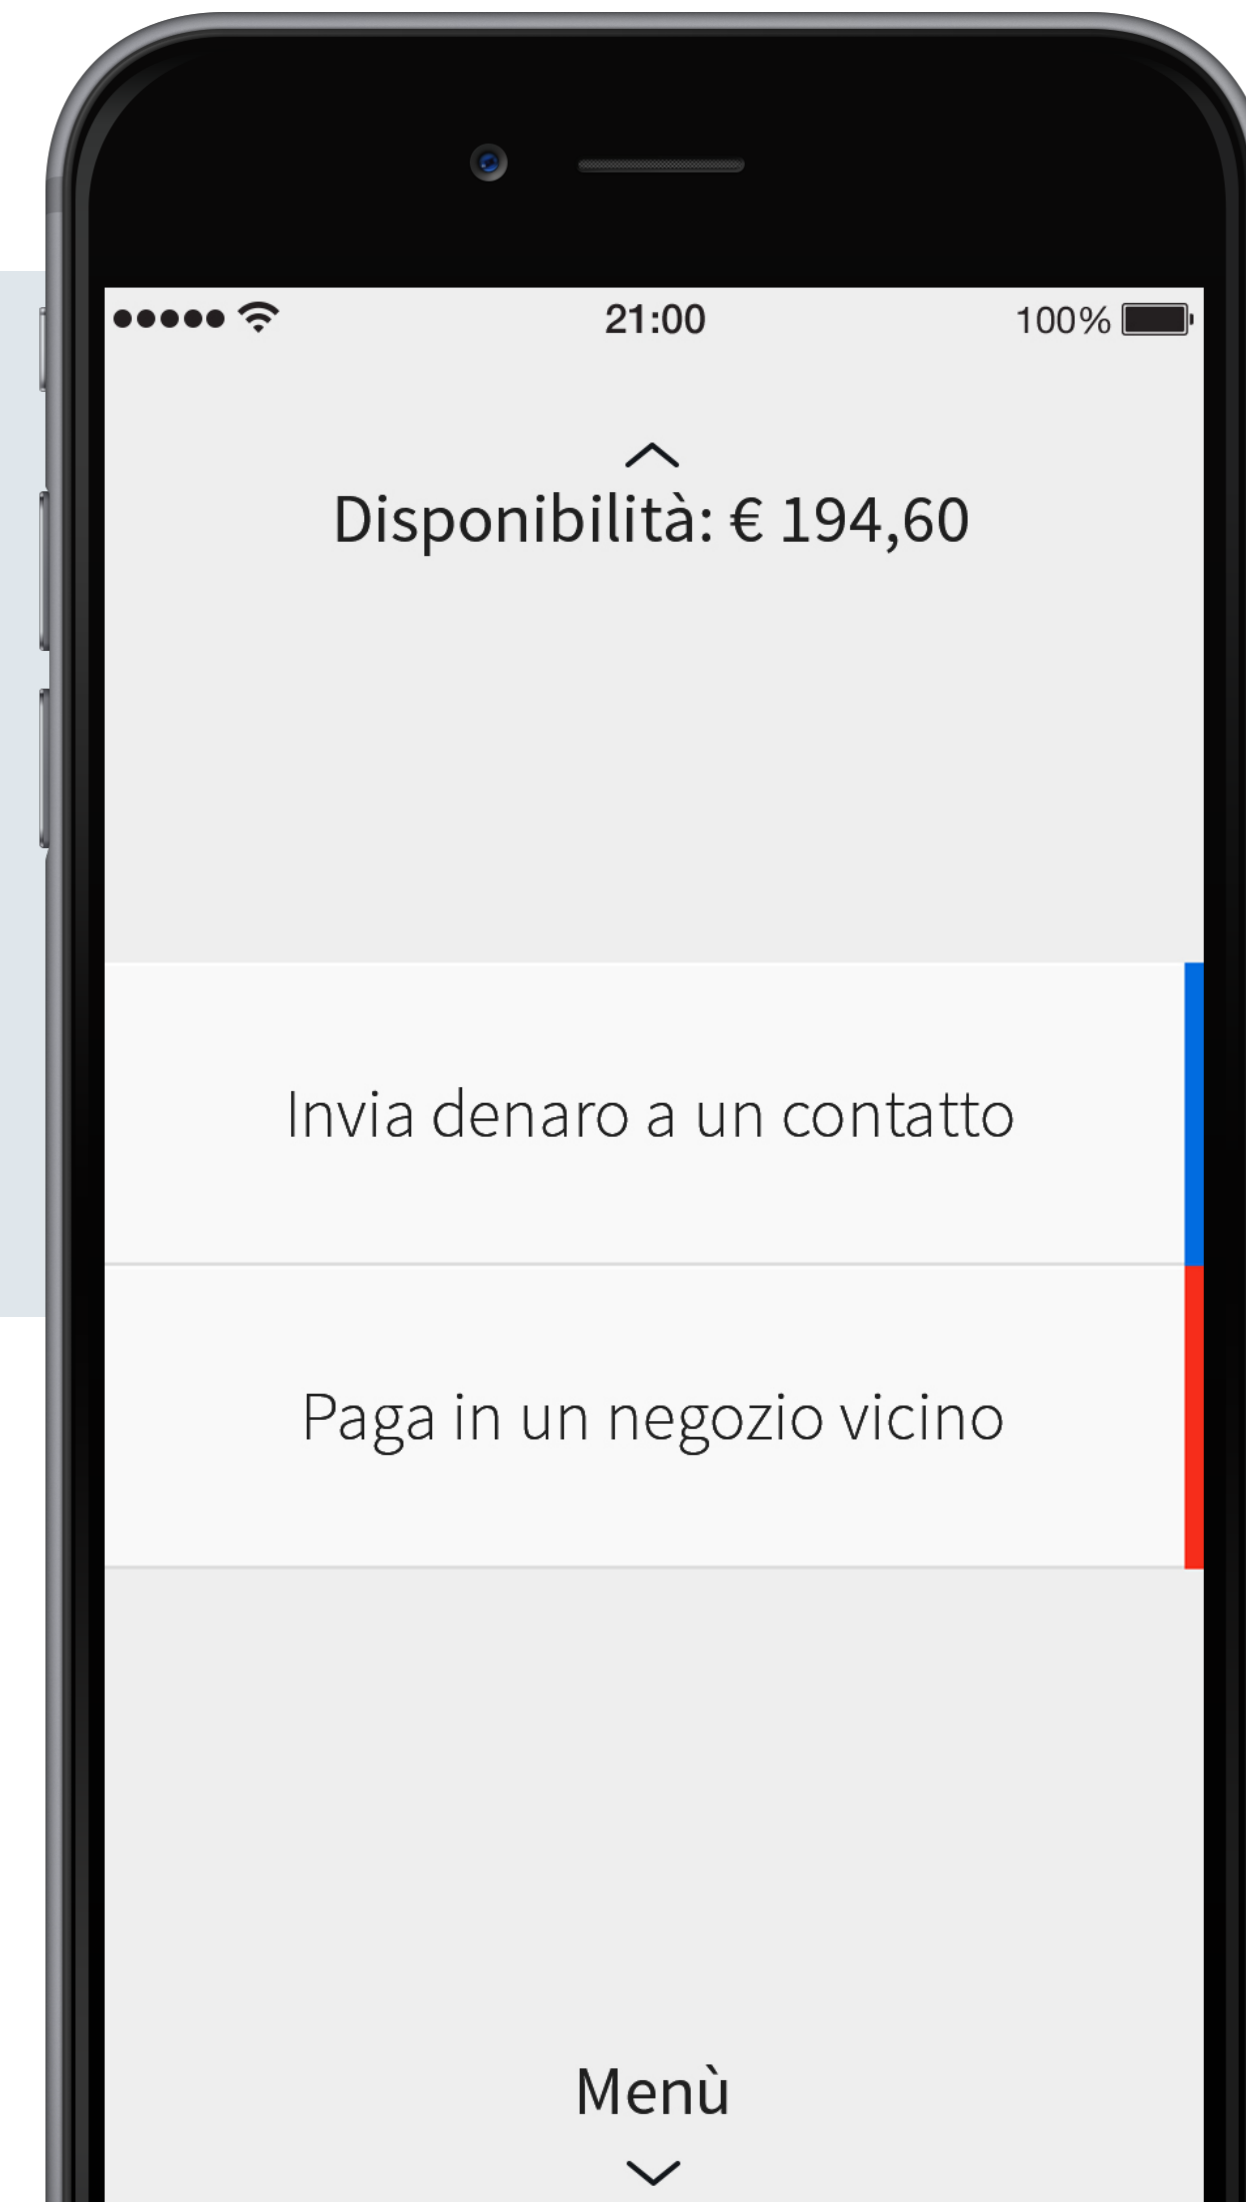 21:00
100%
Disponibilità: € 194,60
Invia denaro a un contatto
Paga in un negozio vicino
Menù